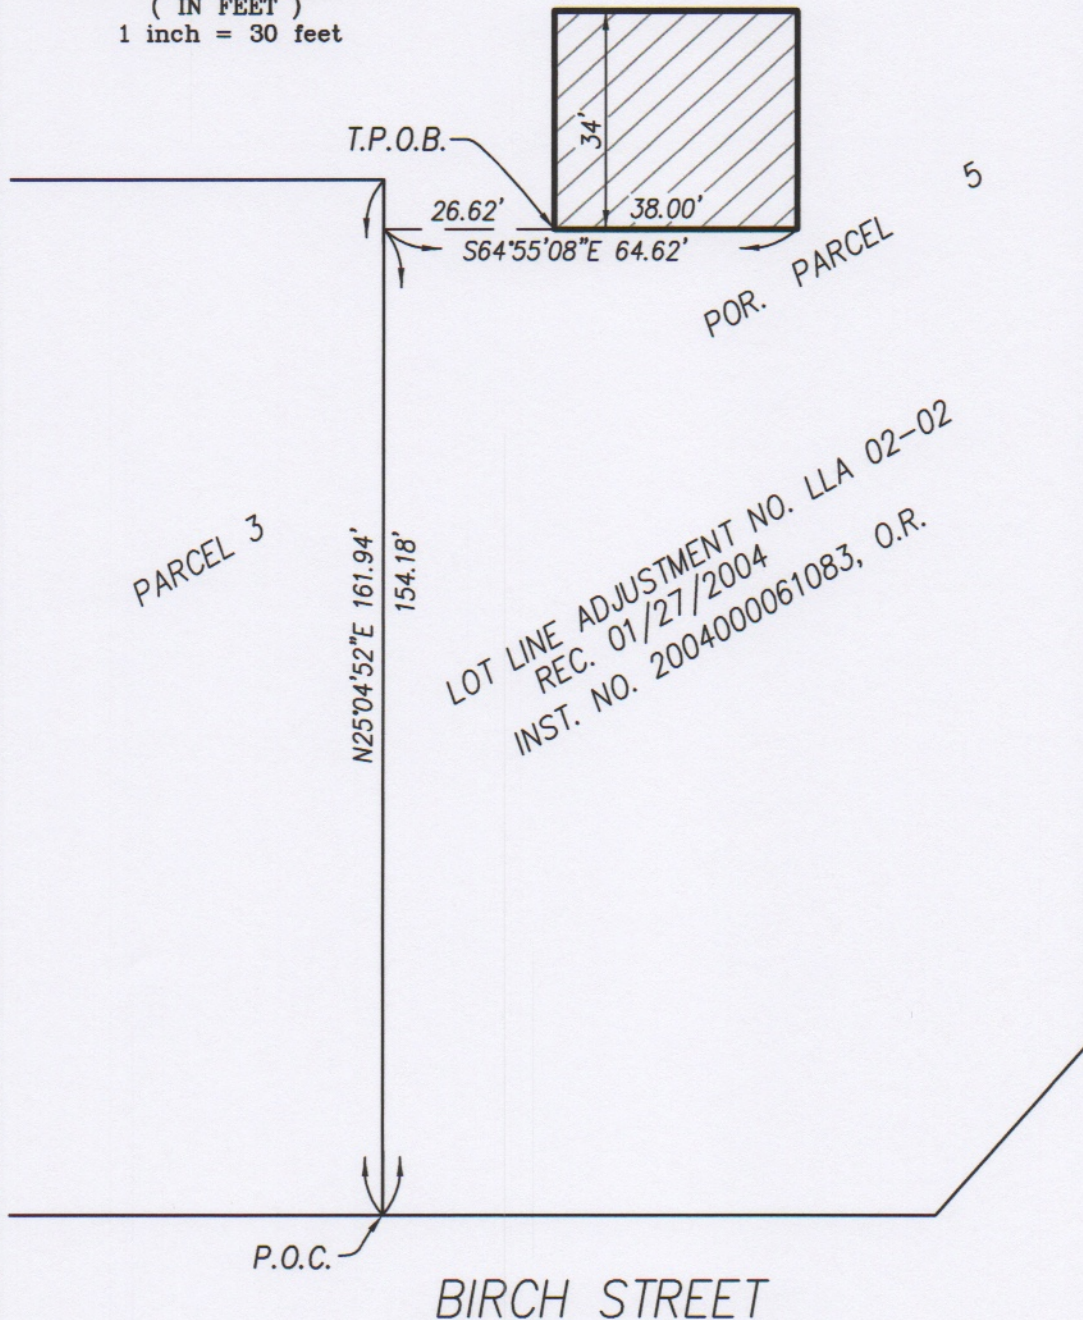 ( IN FEET )
1 inch = 30 feet
34'
T.P.O.B.
26.62'
38.00'
S64°55'08"E 64.62'
POR. PARCEL 5
LOT LINE ADJUSTMENT NO. LLA 02-02
REC. 01/27/2004
INST. NO. 2004000061083, O.R.
PARCEL 3
N25°04'52"E 161.94'
154.18'
P.O.C.
BIRCH STREET